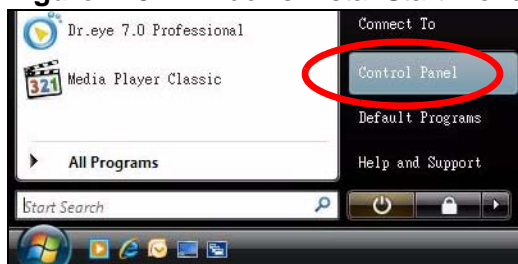 Dr.eye 7.0 Professional
Media Player Classic
321
All Programs
Start Search
Connect To
Control Panel
Default Programs
Help and Support